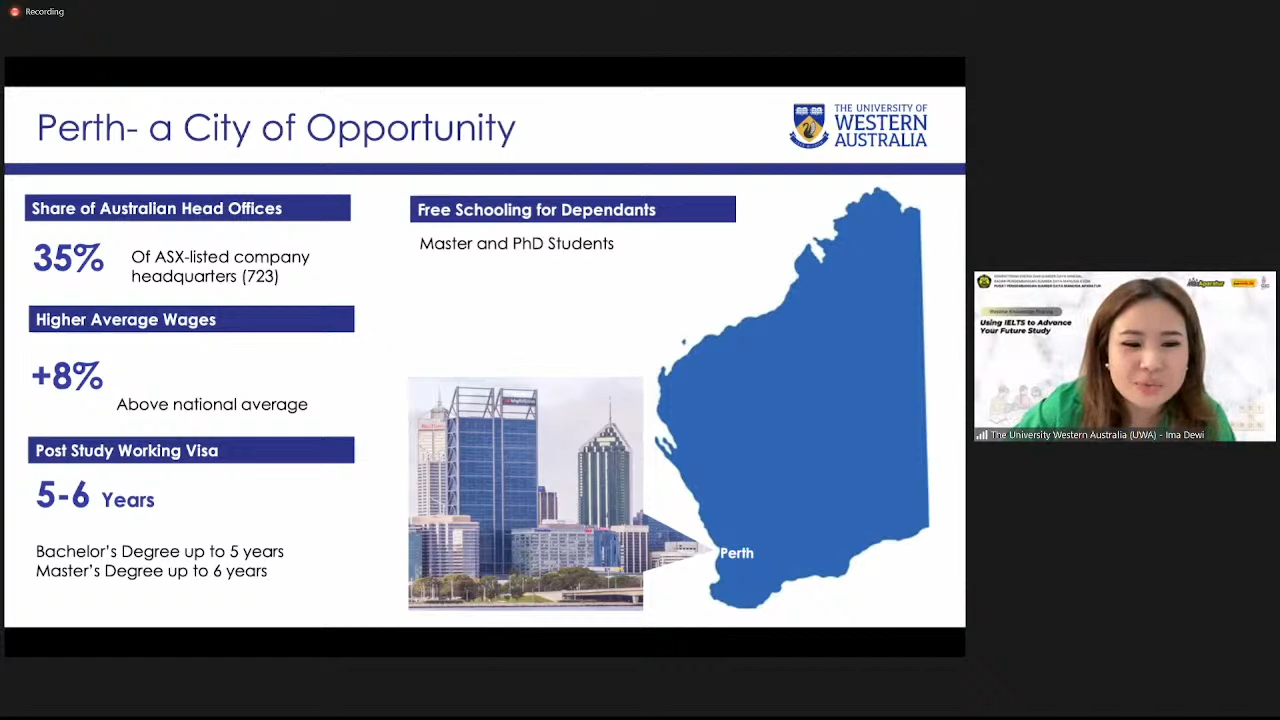 Recording
Perth- a City of Opportunity
THE UNIVERSITY OF
WESTERN
AUSTRALIA
Share of Australian Head Offices
35%
Of ASX-listed company
headquarters (723)
Higher Average Wages
+8%
Above national average
Post Study Working Visa
5-6 Years
Bachelor's Degree up to 5 years
Master's Degree up to 6 years
Free Schooling for Dependants
Master and PhD Students
Perth
Using IELTS to Advance
Your Future Study
The University Western Australia (UWA) - Ima Dewi